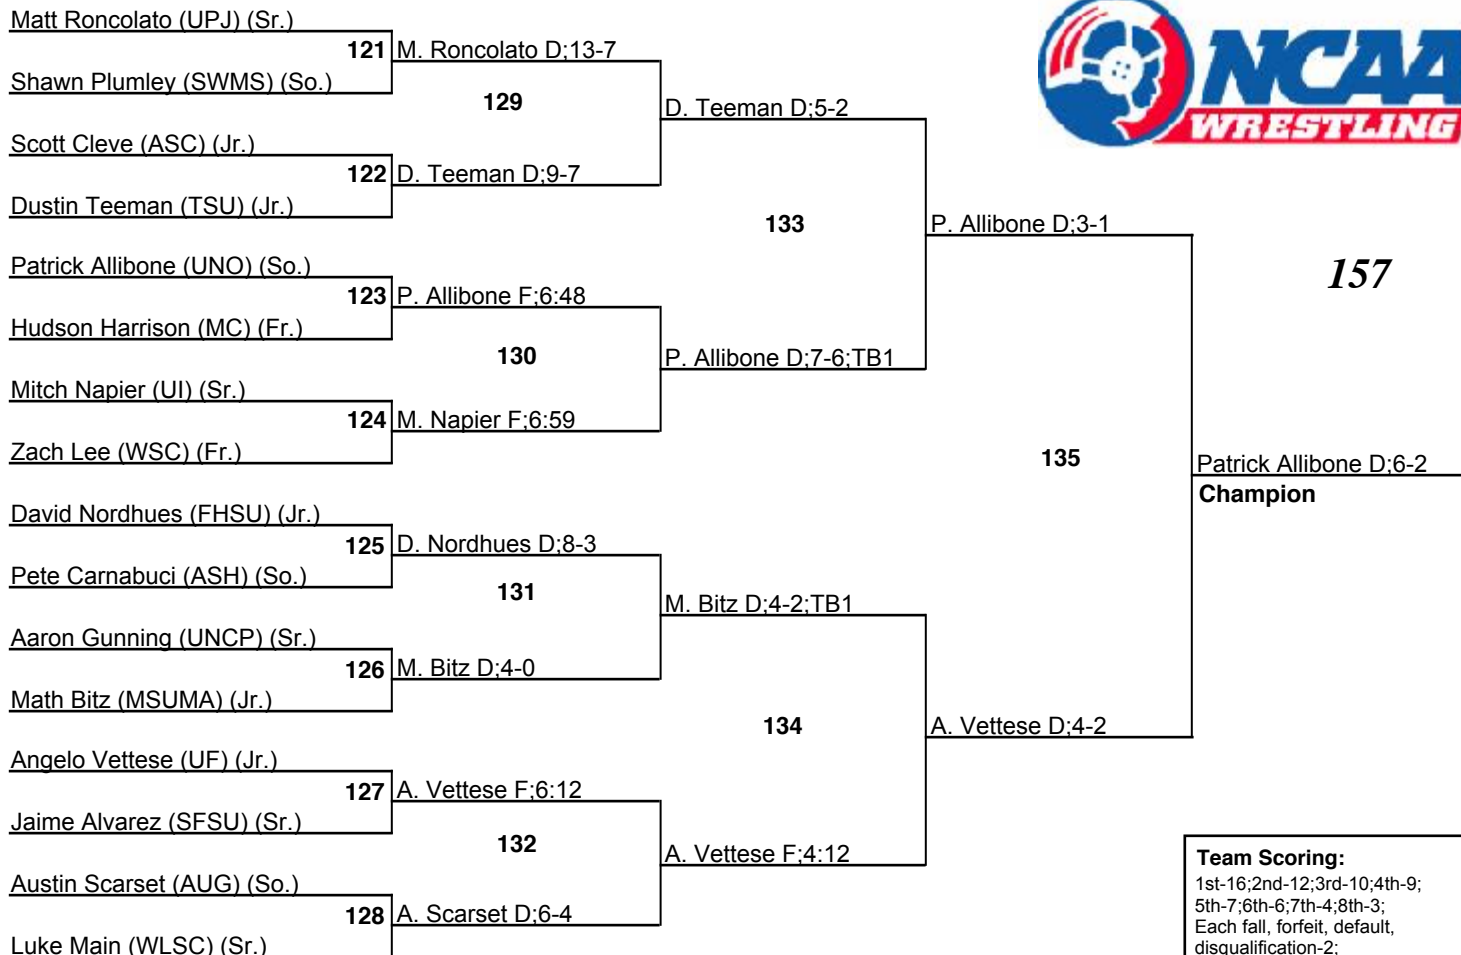 Matt Roncolato (UPJ) (Sr.)
121 M. Roncolato D;13-7
Shawn Plumley (SWMS) (So.)
129
D. Teeman D;5-2
Scott Cleve (ASC) (Jr.)
122 D. Teeman D;9-7
Dustin Teeman (TSU) (Jr.)
133
P. Allibone D;3-1
Patrick Allibone (UNO) (So.)
123 P. Allibone F;6:48
Hudson Harrison (MC) (Fr.)
130
P. Allibone D;7-6;TB1
Mitch Napier (UI) (Sr.)
124 M. Napier F;6:59
Zach Lee (WSC) (Fr.)
135
Patrick Allibone D;6-2
Champion
David Nordhues (FHSU) (Jr.)
125 D. Nordhues D;8-3
Pete Carnabuci (ASH) (So.)
131
M. Bitz D;4-2;TB1
Aaron Gunning (UNCP) (Sr.)
126 M. Bitz D;4-0
Math Bitz (MSUMA) (Jr.)
134
A. Vettese D;4-2
Angelo Vettese (UF) (Jr.)
127 A. Vettese F;6:12
Jaime Alvarez (SFSU) (Sr.)
132
A. Vettese F;4:12
Austin Scarset (AUG) (So.)
128 A. Scarset D;6-4
Luke Main (WLSC) (Sr.)
NCAA
WRESTLING
157
Team Scoring:
1st-16;2nd-12;3rd-10;4th-9;
5th-7;6th-6;7th-4;8th-3;
Each fall, forfeit, default,
disqualification-2;